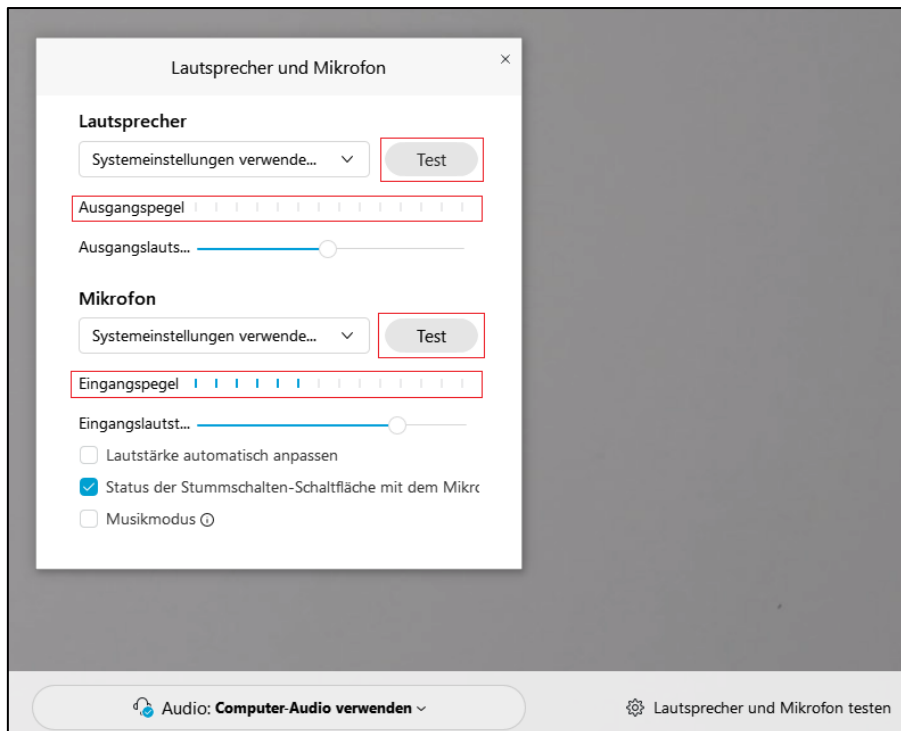 Lautsprecher und Mikrofon
Lautsprecher
Systemeinstellungen verwende...
Test
Ausgangspegel
Ausgangslauts...
Mikrofon
Systemeinstellungen verwende...
Test
Eingangspegel
Eingangslautst...
Lautstärke automatisch anpassen
Status der Stummschalten-Schaltfläche mit dem Mikro
Musikmodus
Audio: Computer-Audio verwenden
Lautsprecher und Mikrofon testen